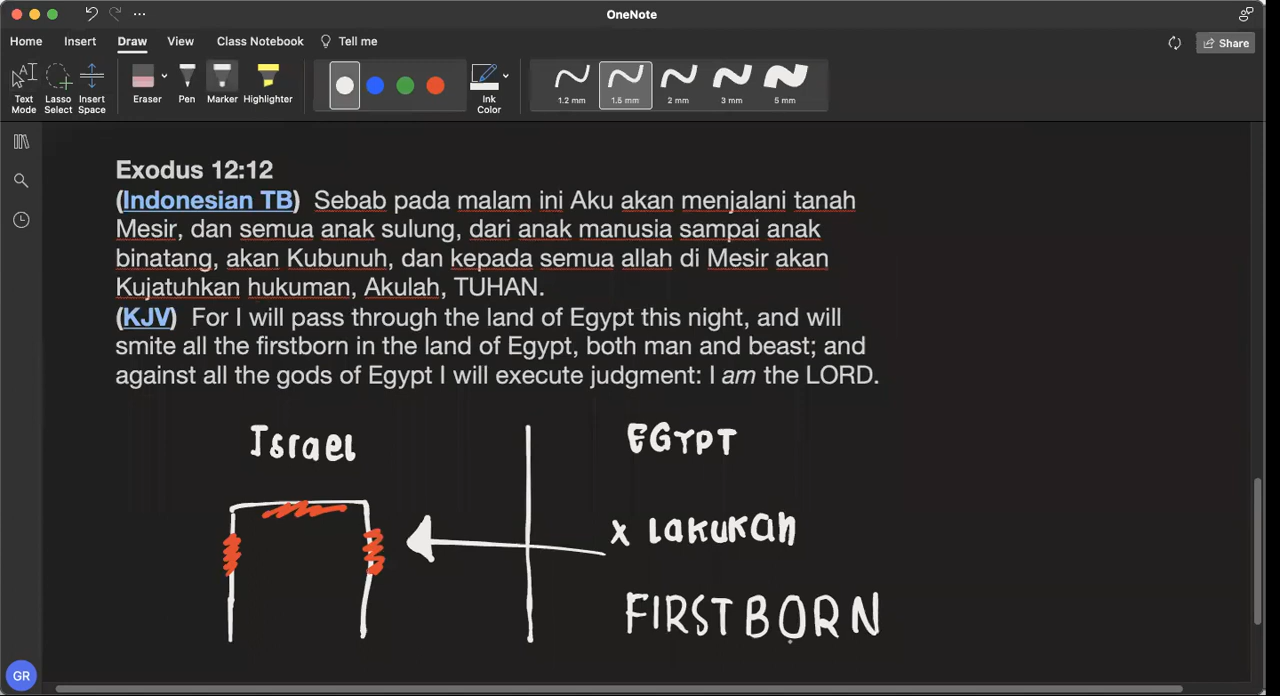 OneNote
Home Insert Draw View Class Notebook Tell me
Share
Text Mode
Lasso Select
Insert Space
Eraser
Pen
Marker
Highlighter
Ink Color
1.2 mm
1.5 mm
2 mm
3 mm
5 mm
Exodus 12:12
(Indonesian TB) Sebab pada malam ini Aku akan menjalani tanah
Mesir, dan semua anak sulung, dari anak manusia sampai anak
binatang, akan Kubunuh, dan kepada semua allah di Mesir akan
Kujatuhkan hukuman, Akulah, TUHAN.
(KJV) For I will pass through the land of Egypt this night, and will
smite all the firstborn in the land of Egypt, both man and beast; and
against all the gods of Egypt I will execute judgment: I am the LORD.
Israel
EGYPT
x LAKUKAN
FIRSTBORN
GR